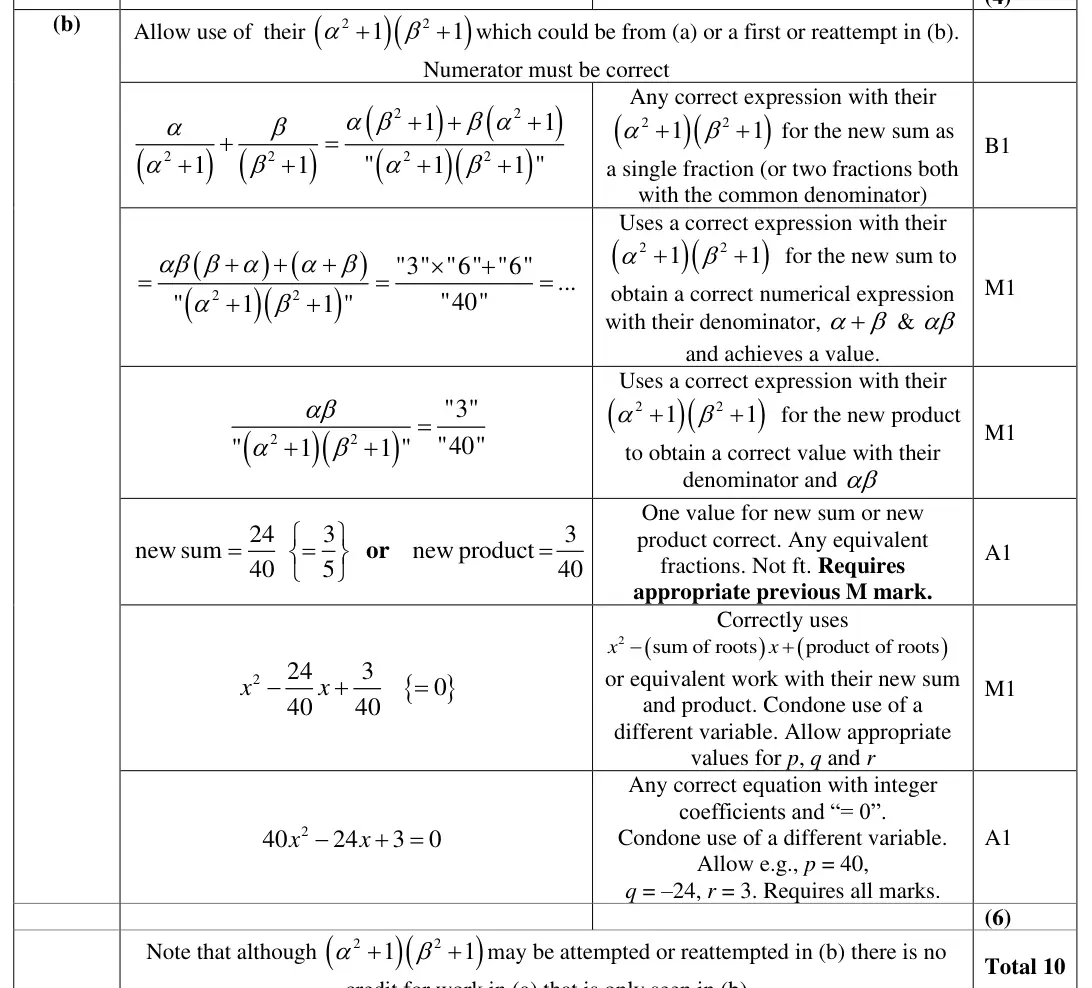 (4)
(b)
Allow use of their (α² + 1)(β² + 1) which could be from (a) or a first or reattempt in (b).
Numerator must be correct
α/(α² + 1) + β/(β² + 1) = (α(β² + 1) + β(α² + 1))/("(α² + 1)(β² + 1)")
Any correct expression with their
(α² + 1)(β² + 1) for the new sum as
a single fraction (or two fractions both
with the common denominator)
B1
= (αβ(β + α) + (α + β))/("(α² + 1)(β² + 1)") = ("3"×"6"+"6")/"40" = ...
Uses a correct expression with their
(α² + 1)(β² + 1) for the new sum to
obtain a correct numerical expression
with their denominator, α + β & αβ
and achieves a value.
M1
αβ/("(α² + 1)(β² + 1)") = "3"/"40"
Uses a correct expression with their
(α² + 1)(β² + 1) for the new product
to obtain a correct value with their
denominator and αβ
M1
new sum = 24/40 {= 3/5} or new product = 3/40
One value for new sum or new
product correct. Any equivalent
fractions. Not ft. Requires
appropriate previous M mark.
A1
x² − 24/40 x + 3/40 {= 0}
Correctly uses
x² − (sum of roots)x + (product of roots)
or equivalent work with their new sum
and product. Condone use of a
different variable. Allow appropriate
values for p, q and r
M1
40x² − 24x + 3 = 0
Any correct equation with integer
coefficients and “= 0”.
Condone use of a different variable.
Allow e.g., p = 40,
q = –24, r = 3. Requires all marks.
A1
(6)
Note that although (α² + 1)(β² + 1) may be attempted or reattempted in (b) there is no
credit for work in (a) that is only seen in (b)
Total 10